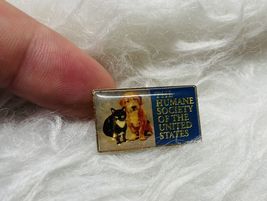 THE
HUMANE
SOCIETY
OF THE
UNITED
STATES